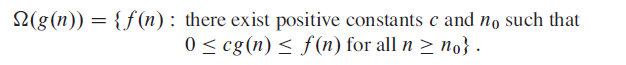 Ω(g(n)) = {f(n) : there exist positive constants c and n₀ such that
0 ≤ cg(n) ≤ f(n) for all n ≥ n₀} .